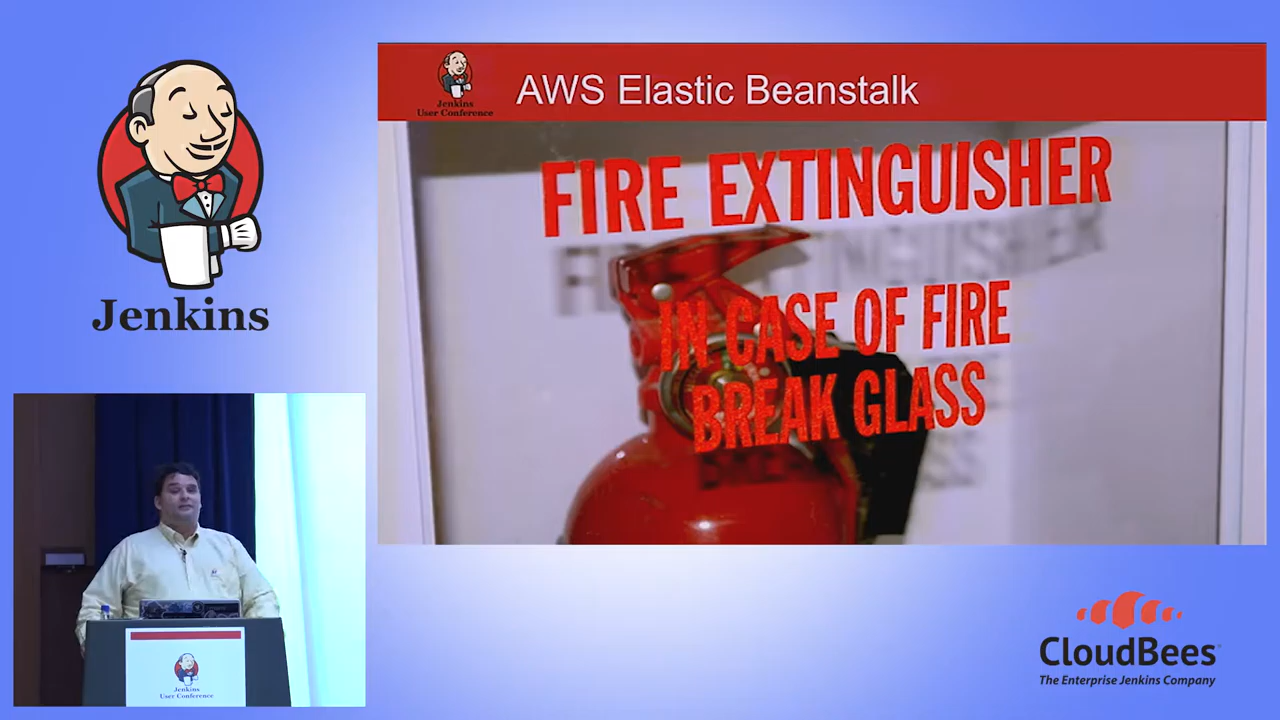 Jenkins
Jenkins
User Conference
AWS Elastic Beanstalk
FIRE EXTINGUISHER
IN CASE OF FIRE
BREAK GLASS
Jenkins
User Conference
CloudBees
The Enterprise Jenkins Company